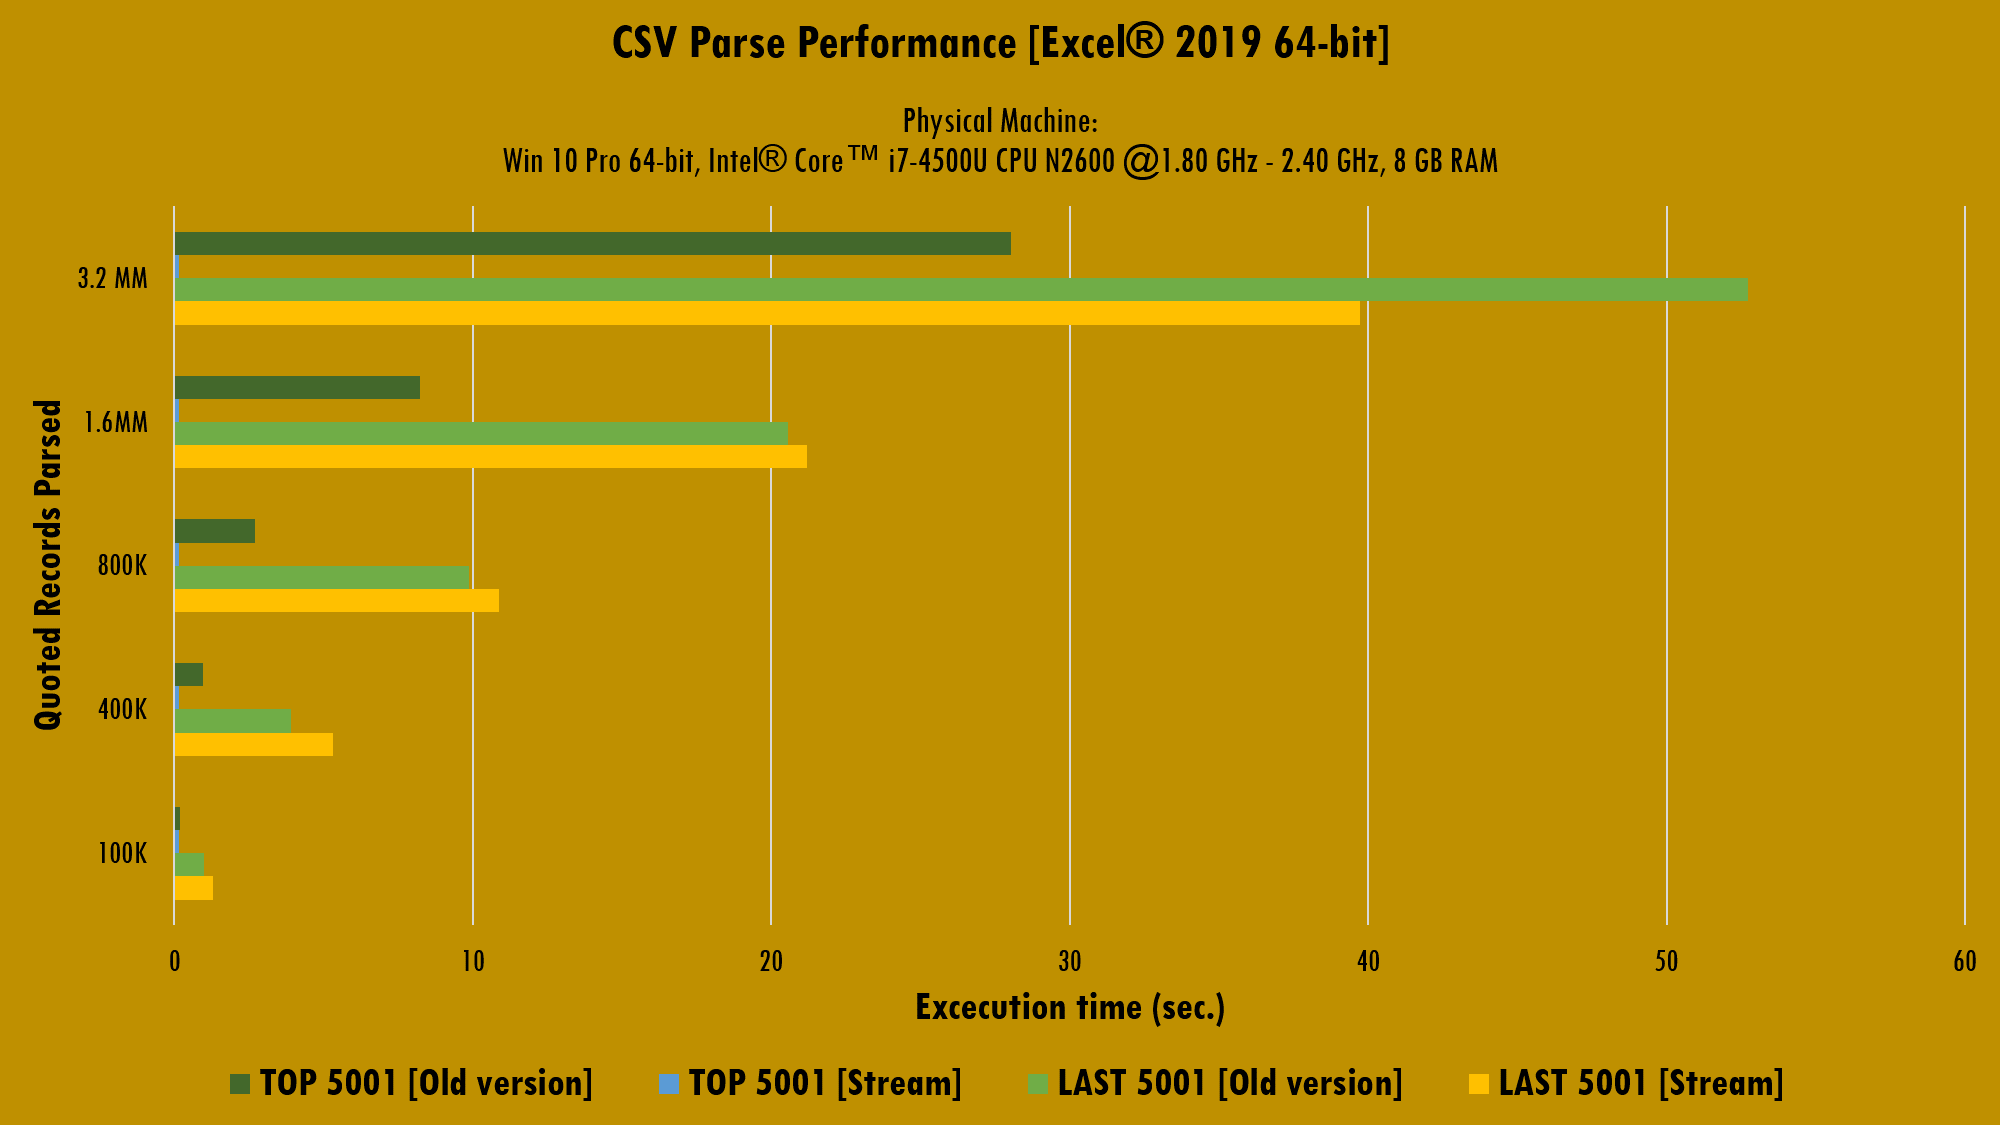 CSV Parse Performance [Excel® 2019 64-bit]
Physical Machine:
Win 10 Pro 64-bit, Intel® Core™ i7-4500U CPU N2600 @1.80 GHz - 2.40 GHz, 8 GB RAM
Quoted Records Parsed
3.2 MM
1.6MM
800K
400K
100K
0 10 20 30 40 50 60
Excecution time (sec.)
TOP 5001 [Old version] TOP 5001 [Stream] LAST 5001 [Old version] LAST 5001 [Stream]